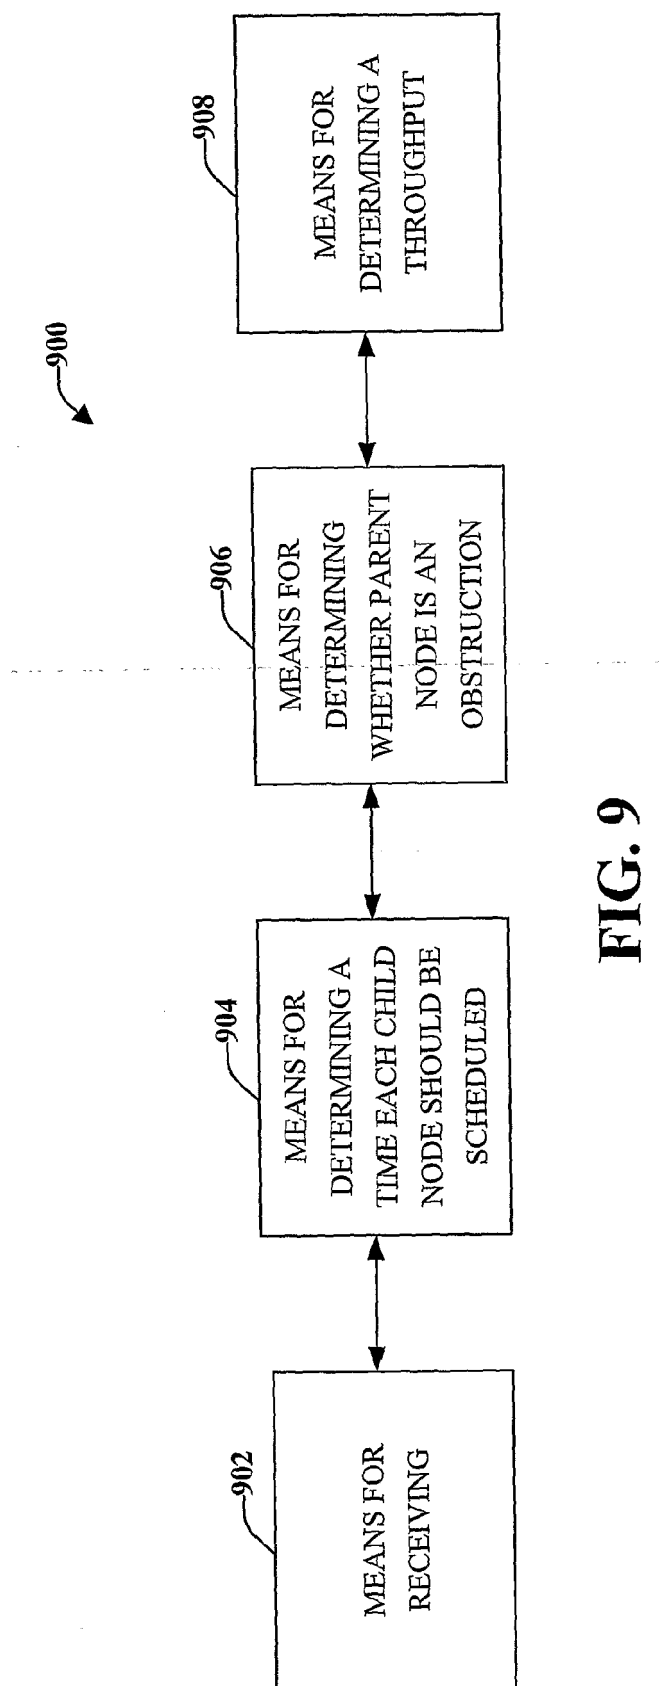 900
902
MEANS FOR
RECEIVING
904
MEANS FOR
DETERMINING A
TIME EACH CHILD
NODE SHOULD BE
SCHEDULED
906
MEANS FOR
DETERMINING
WHETHER PARENT
NODE IS AN
OBSTRUCTION
908
MEANS FOR
DETERMINING A
THROUGHPUT
FIG. 9